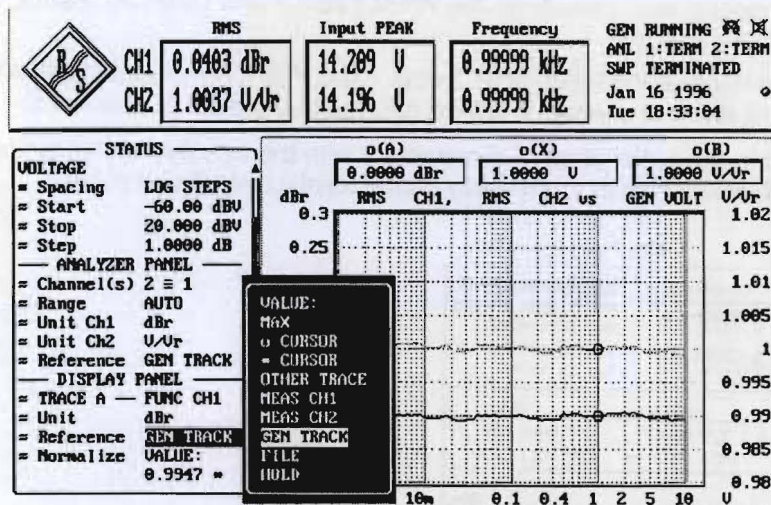 RMS Input PEAK Frequency
R S
CH1 0.0403 dBr 14.209 V 0.99999 kHz
CH2 1.0037 V/Vr 14.196 V 0.99999 kHz
GEN RUNNING
ANL 1:TERM 2:TERM
SWP TERMINATED
Jan 16 1996
Tue 18:33:04
STATUS
VOLTAGE
≈ Spacing LOG STEPS
≈ Start -60.00 dBV
≈ Stop 20.000 dBV
≈ Step 1.0000 dB
ANALYZER PANEL
≈ Channel(s) 2 ≡ 1
≈ Range AUTO
≈ Unit Ch1 dBr
≈ Unit Ch2 V/Vr
≈ Reference GEN TRACK
DISPLAY PANEL
≈ TRACE A FUNC CH1
≈ Unit dBr
≈ Reference GEN TRACK
≈ Normalize VALUE:
0.9947 *
VALUE:
MAX
o CURSOR
* CURSOR
OTHER TRACE
MEAS CH1
MEAS CH2
GEN TRACK
FILE
HOLD
o(A) o(X) o(B)
0.0000 dBr 1.0000 V 1.0000 V/Vr
dBr RMS CH1, RMS CH2 vs GEN VOLT V/Vr
0.3
0.25
1.02
1.015
1.01
1.005
1
0.995
0.99
0.985
0.98
10m 0.1 0.4 1 2 5 10 V